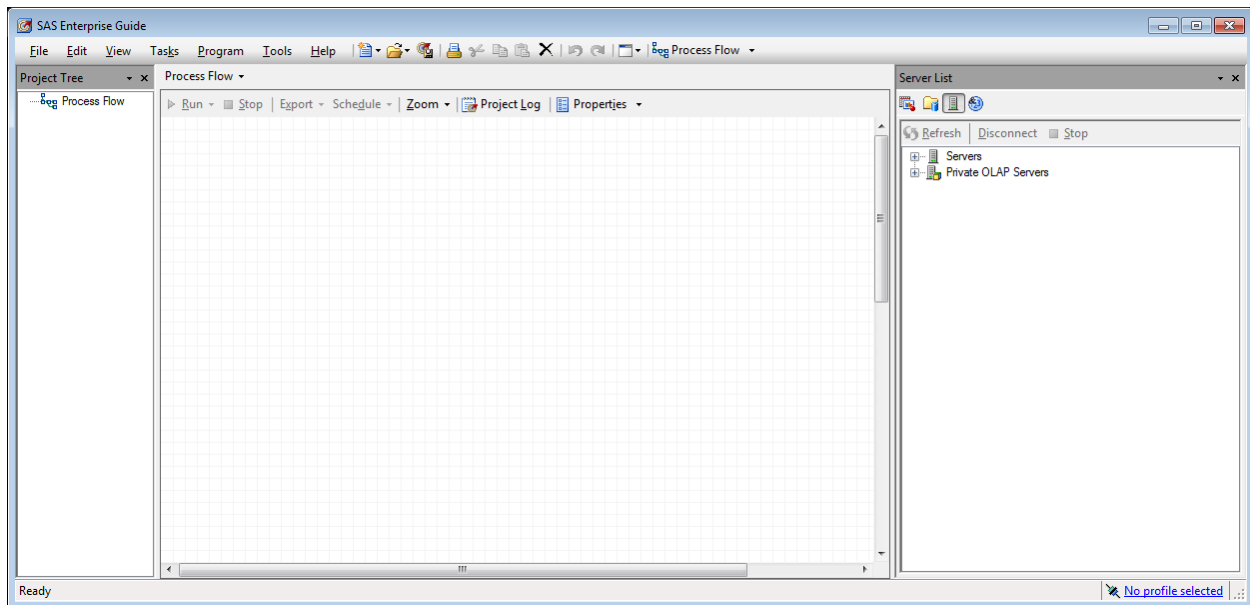 SAS Enterprise Guide
File Edit View Tasks Program Tools Help Process Flow
Project Tree
Process Flow
Process Flow
Run Stop Export Schedule Zoom Project Log Properties
Server List
Refresh Disconnect Stop
Servers
Private OLAP Servers
Ready
No profile selected